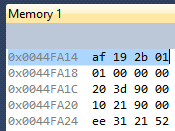 Memory 1
0x0044FA14 af 19 2b 01
0x0044FA18 01 00 00 00
0x0044FA1C 20 3d 90 00
0x0044FA20 10 21 90 00
0x0044FA24 ee 31 21 52